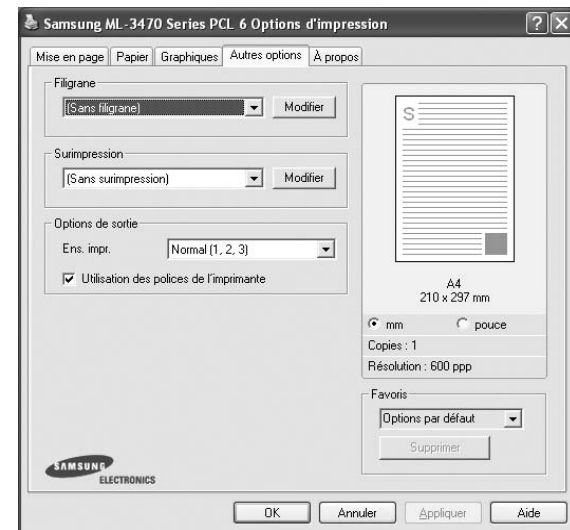 Samsung ML-3470 Series PCL 6 Options d'impression
Mise en page Papier Graphiques Autres options À propos
Filigrane
(Sans filigrane) Modifier
Surimpression
(Sans surimpression) Modifier
Options de sortie
Ens. impr. Normal (1, 2, 3)
Utilisation des polices de l'imprimante
S
A4
210 x 297 mm
mm pouce
Copies : 1
Résolution : 600 ppp
Favoris
Options par défaut
Supprimer
SAMSUNG
ELECTRONICS
OK Annuler Appliquer Aide